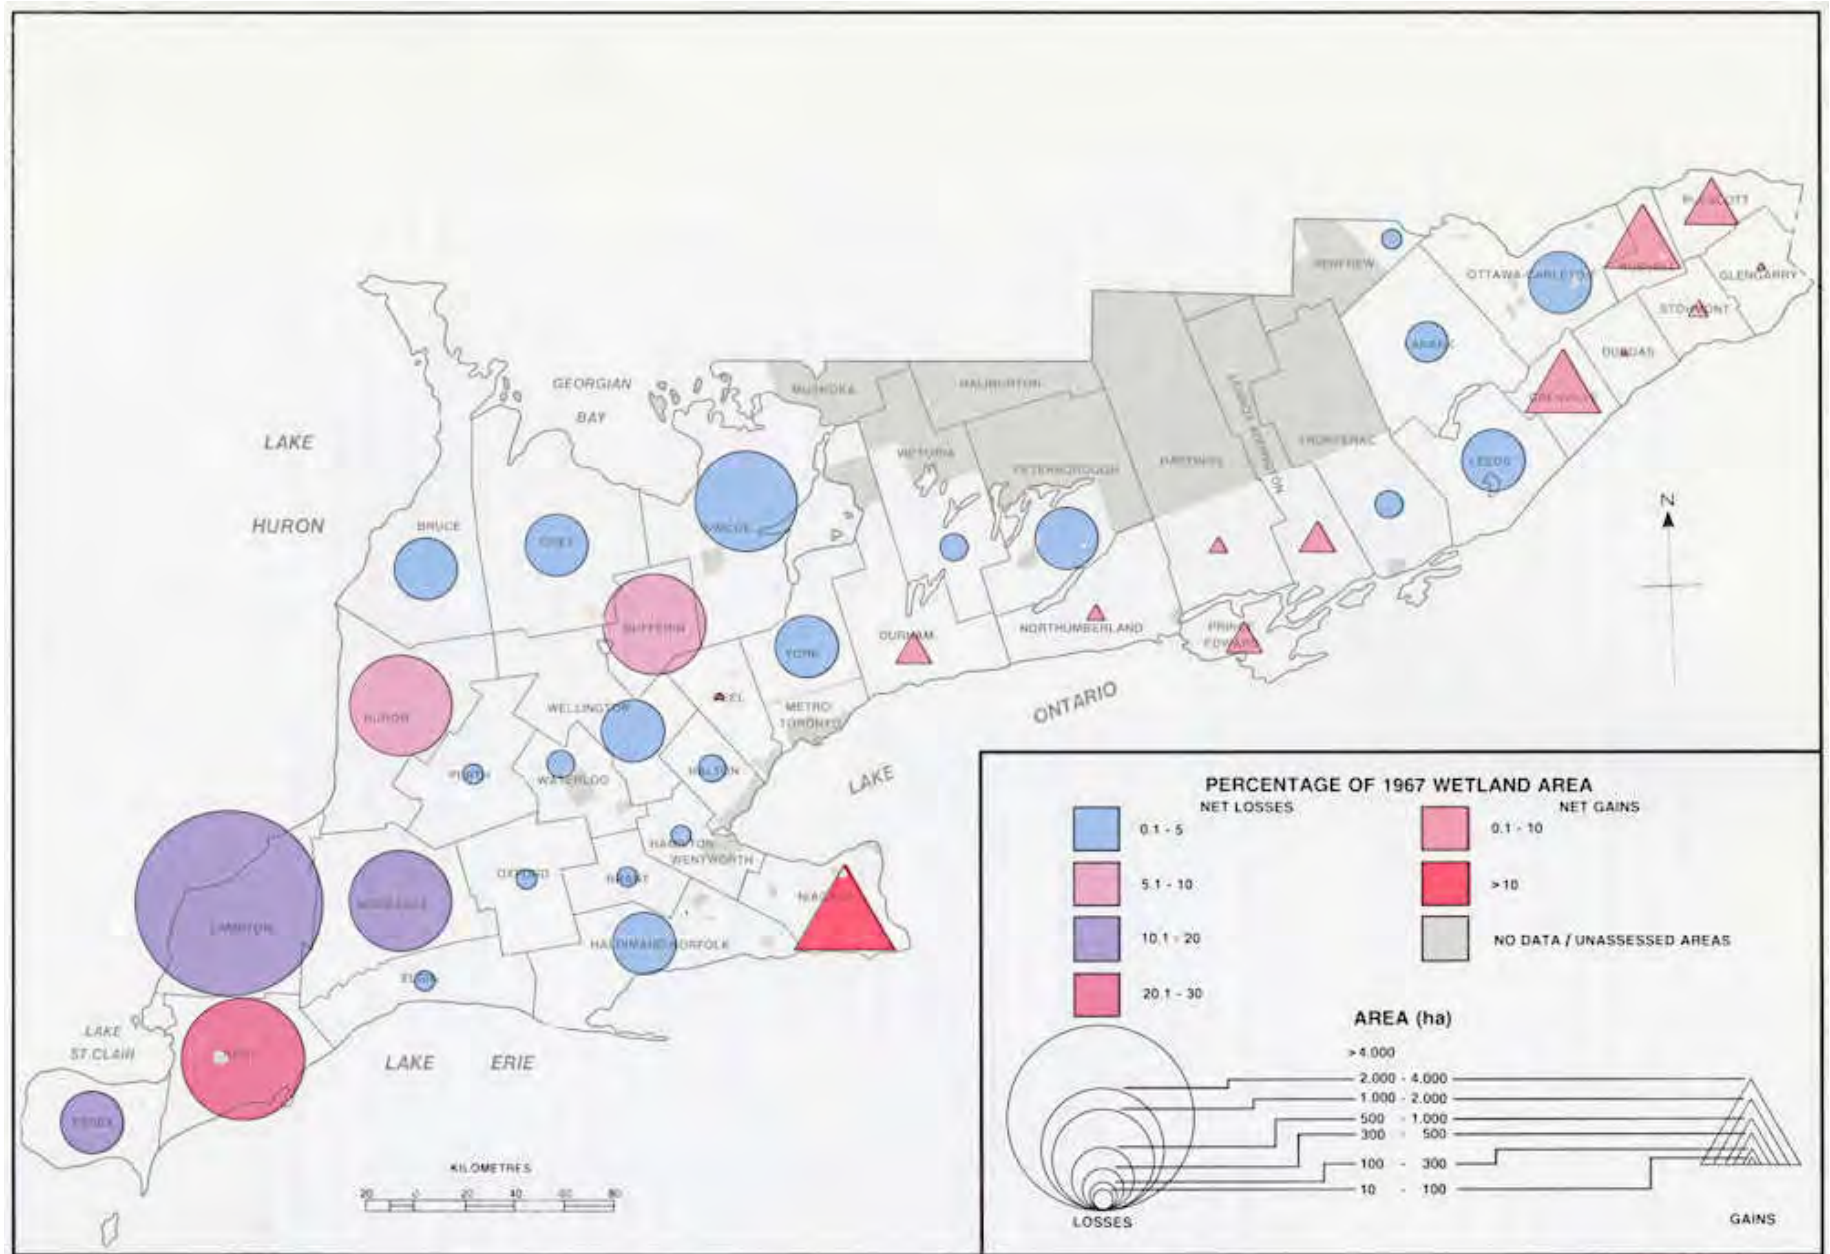 PRESCOTT
RENFREW
OTTAWA-CARLETON
RUSSELL
GLENGARRY
STORMONT
LANARK
DUNDAS
GRENVILLE
GEORGIAN
BAY
MUSKOKA
HALIBURTON
LENNOX ADDINGTON
FRONTENAC
LAKE
HURON
VICTORIA
PETERBOROUGH
HASTINGS
LEEDS
N
BRUCE
GREY
SIMCOE
DUFFERIN
YORK
DURHAM
NORTHUMBERLAND
PRINCE
EDWARD
HURON
WELLINGTON
PEEL
METRO
TORONTO
LAKE
ONTARIO
PERTH
WATERLOO
HALTON
HAMILTON
WENTWORTH
LAMBTON
MIDDLESEX
OXFORD
BRANT
NIAGARA
HALDIMAND-NORFOLK
ELGIN
LAKE
ST.CLAIR
KENT
LAKE ERIE
ESSEX
KILOMETRES
20 0 20 40 60 80
PERCENTAGE OF 1967 WETLAND AREA
NET LOSSES
NET GAINS
0.1 - 5
0.1 - 10
5.1 - 10
>10
10.1 - 20
NO DATA / UNASSESSED AREAS
20.1 - 30
AREA (ha)
>4.000
2.000 - 4.000
1.000 - 2.000
500 - 1.000
300 - 500
100 - 300
10 - 100
LOSSES
GAINS